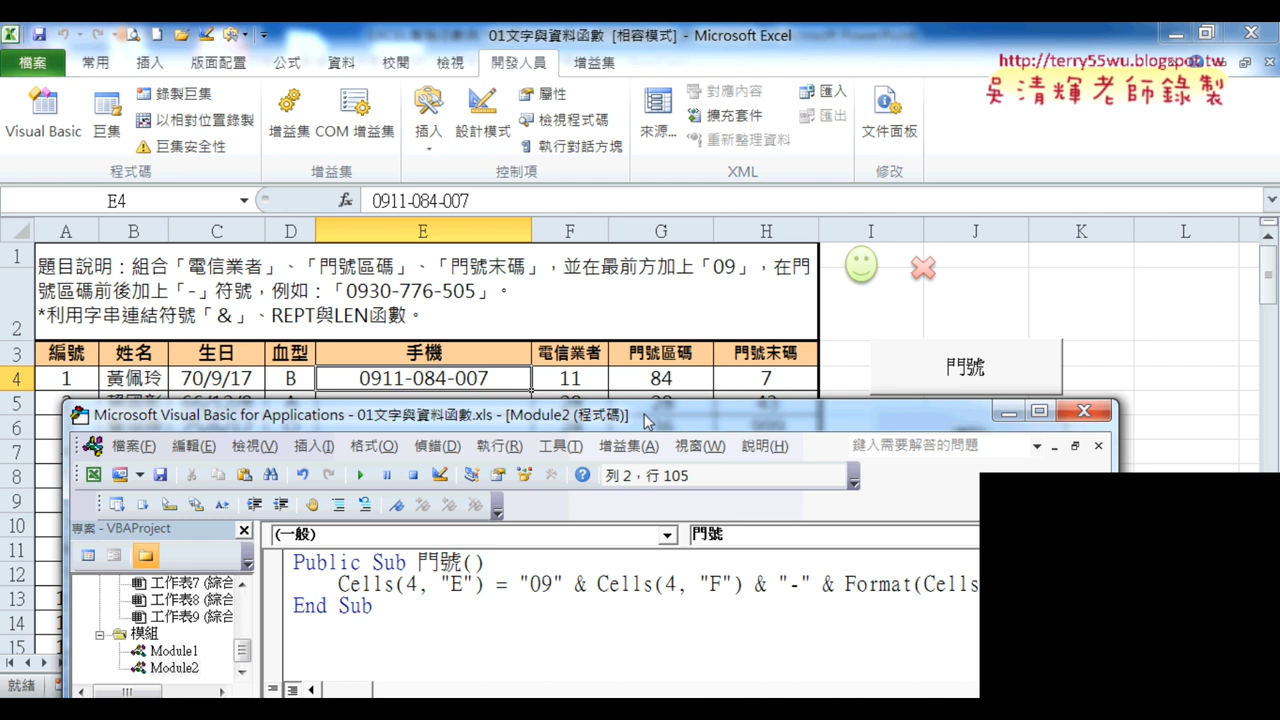 01文字與資料函數 [相容模式] - Microsoft Excel
http://terry55wu.blogspot.tw
吳清輝老師錄製
檔案 常用 插入 版面配置 公式 資料 校閱 檢視 開發人員 增益集
Visual Basic 巨集 錄製巨集 以相對位置錄製 巨集安全性
增益集 COM 增益集
插入 設計模式 屬性 檢視程式碼 執行對話方塊
來源... 對應內容 擴充套件 重新整理資料 匯入 匯出
文件面板
程式碼 增益集 控制項 XML 修改
E4 fx 0911-084-007
A B C D E F G H I J K L
1 題目說明：組合「電信業者」、「門號區碼」、「門號末碼」，並在最前方加上「09」，在門
號區碼前後加上「-」符號，例如：「0930-776-505」。
2 *利用字串連結符號「&」、REPT與LEN函數。
3 編號 姓名 生日 血型 手機 電信業者 門號區碼 門號末碼
門號
4 1 黃佩玲 70/9/17 B 0911-084-007 11 84 7
5
6
7
8
9
10
11
12
13
14
15
就緒
Microsoft Visual Basic for Applications - 01文字與資料函數.xls - [Module2 (程式碼)]
檔案(F) 編輯(E) 檢視(V) 插入(I) 格式(O) 偵錯(D) 執行(R) 工具(T) 增益集(A) 視窗(W) 說明(H) 鍵入需要解答的問題
列 2，行 105
專案 - VBAProject
工作表7 (綜合
工作表8 (綜合
工作表9 (綜合
模組
Module1
Module2
(一般) 門號
Public Sub 門號()
Cells(4, "E") = "09" & Cells(4, "F") & "-" & Format(Cells
End Sub